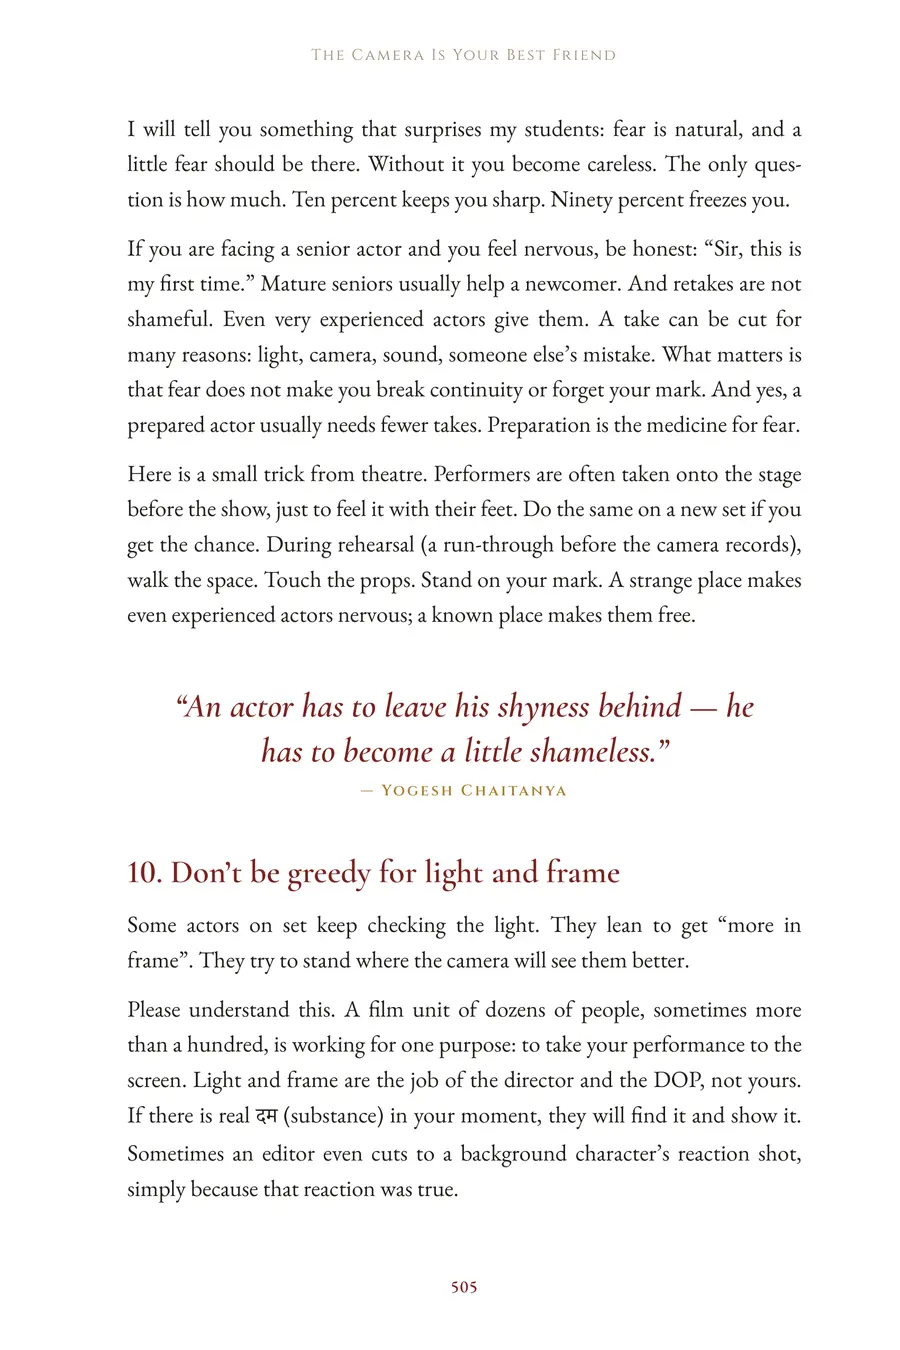 The Camera Is Your Best Friend
I will tell you something that surprises my students: fear is natural, and a
little fear should be there. Without it you become careless. The only ques-
tion is how much. Ten percent keeps you sharp. Ninety percent freezes you.
If you are facing a senior actor and you feel nervous, be honest: “Sir, this is
my first time.” Mature seniors usually help a newcomer. And retakes are not
shameful. Even very experienced actors give them. A take can be cut for
many reasons: light, camera, sound, someone else’s mistake. What matters is
that fear does not make you break continuity or forget your mark. And yes, a
prepared actor usually needs fewer takes. Preparation is the medicine for fear.
Here is a small trick from theatre. Performers are often taken onto the stage
before the show, just to feel it with their feet. Do the same on a new set if you
get the chance. During rehearsal (a run-through before the camera records),
walk the space. Touch the props. Stand on your mark. A strange place makes
even experienced actors nervous; a known place makes them free.
“An actor has to leave his shyness behind — he
has to become a little shameless.”
— Yogesh Chaitanya
10. Don’t be greedy for light and frame
Some actors on set keep checking the light. They lean to get “more in
frame”. They try to stand where the camera will see them better.
Please understand this. A film unit of dozens of people, sometimes more
than a hundred, is working for one purpose: to take your performance to the
screen. Light and frame are the job of the director and the DOP, not yours.
If there is real दम (substance) in your moment, they will find it and show it.
Sometimes an editor even cuts to a background character’s reaction shot,
simply because that reaction was true.
505